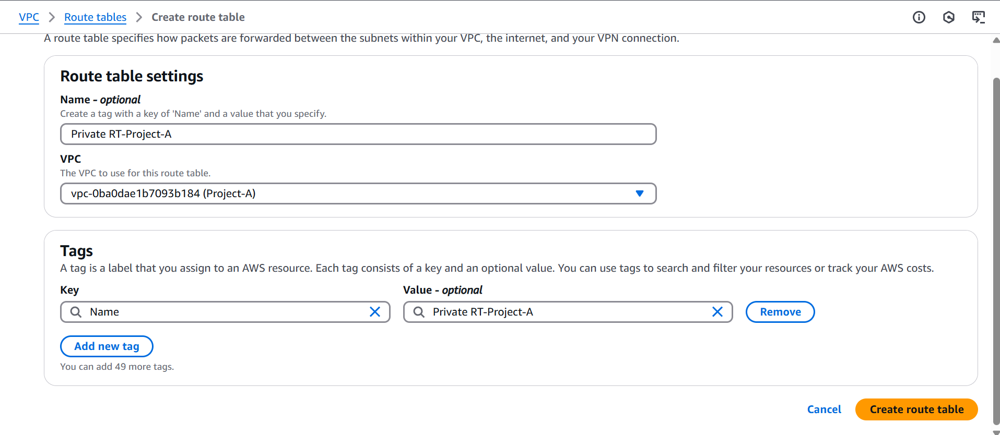 VPC > Route tables > Create route table
A route table specifies how packets are forwarded between the subnets within your VPC, the internet, and your VPN connection.
Route table settings
Name - optional
Create a tag with a key of 'Name' and a value that you specify.
Private RT-Project-A
VPC
The VPC to use for this route table.
vpc-0ba0dae1b7093b184 (Project-A)
Tags
A tag is a label that you assign to an AWS resource. Each tag consists of a key and an optional value. You can use tags to search and filter your resources or track your AWS costs.
Key Value - optional
Name Private RT-Project-A Remove
Add new tag
You can add 49 more tags.
Cancel Create route table